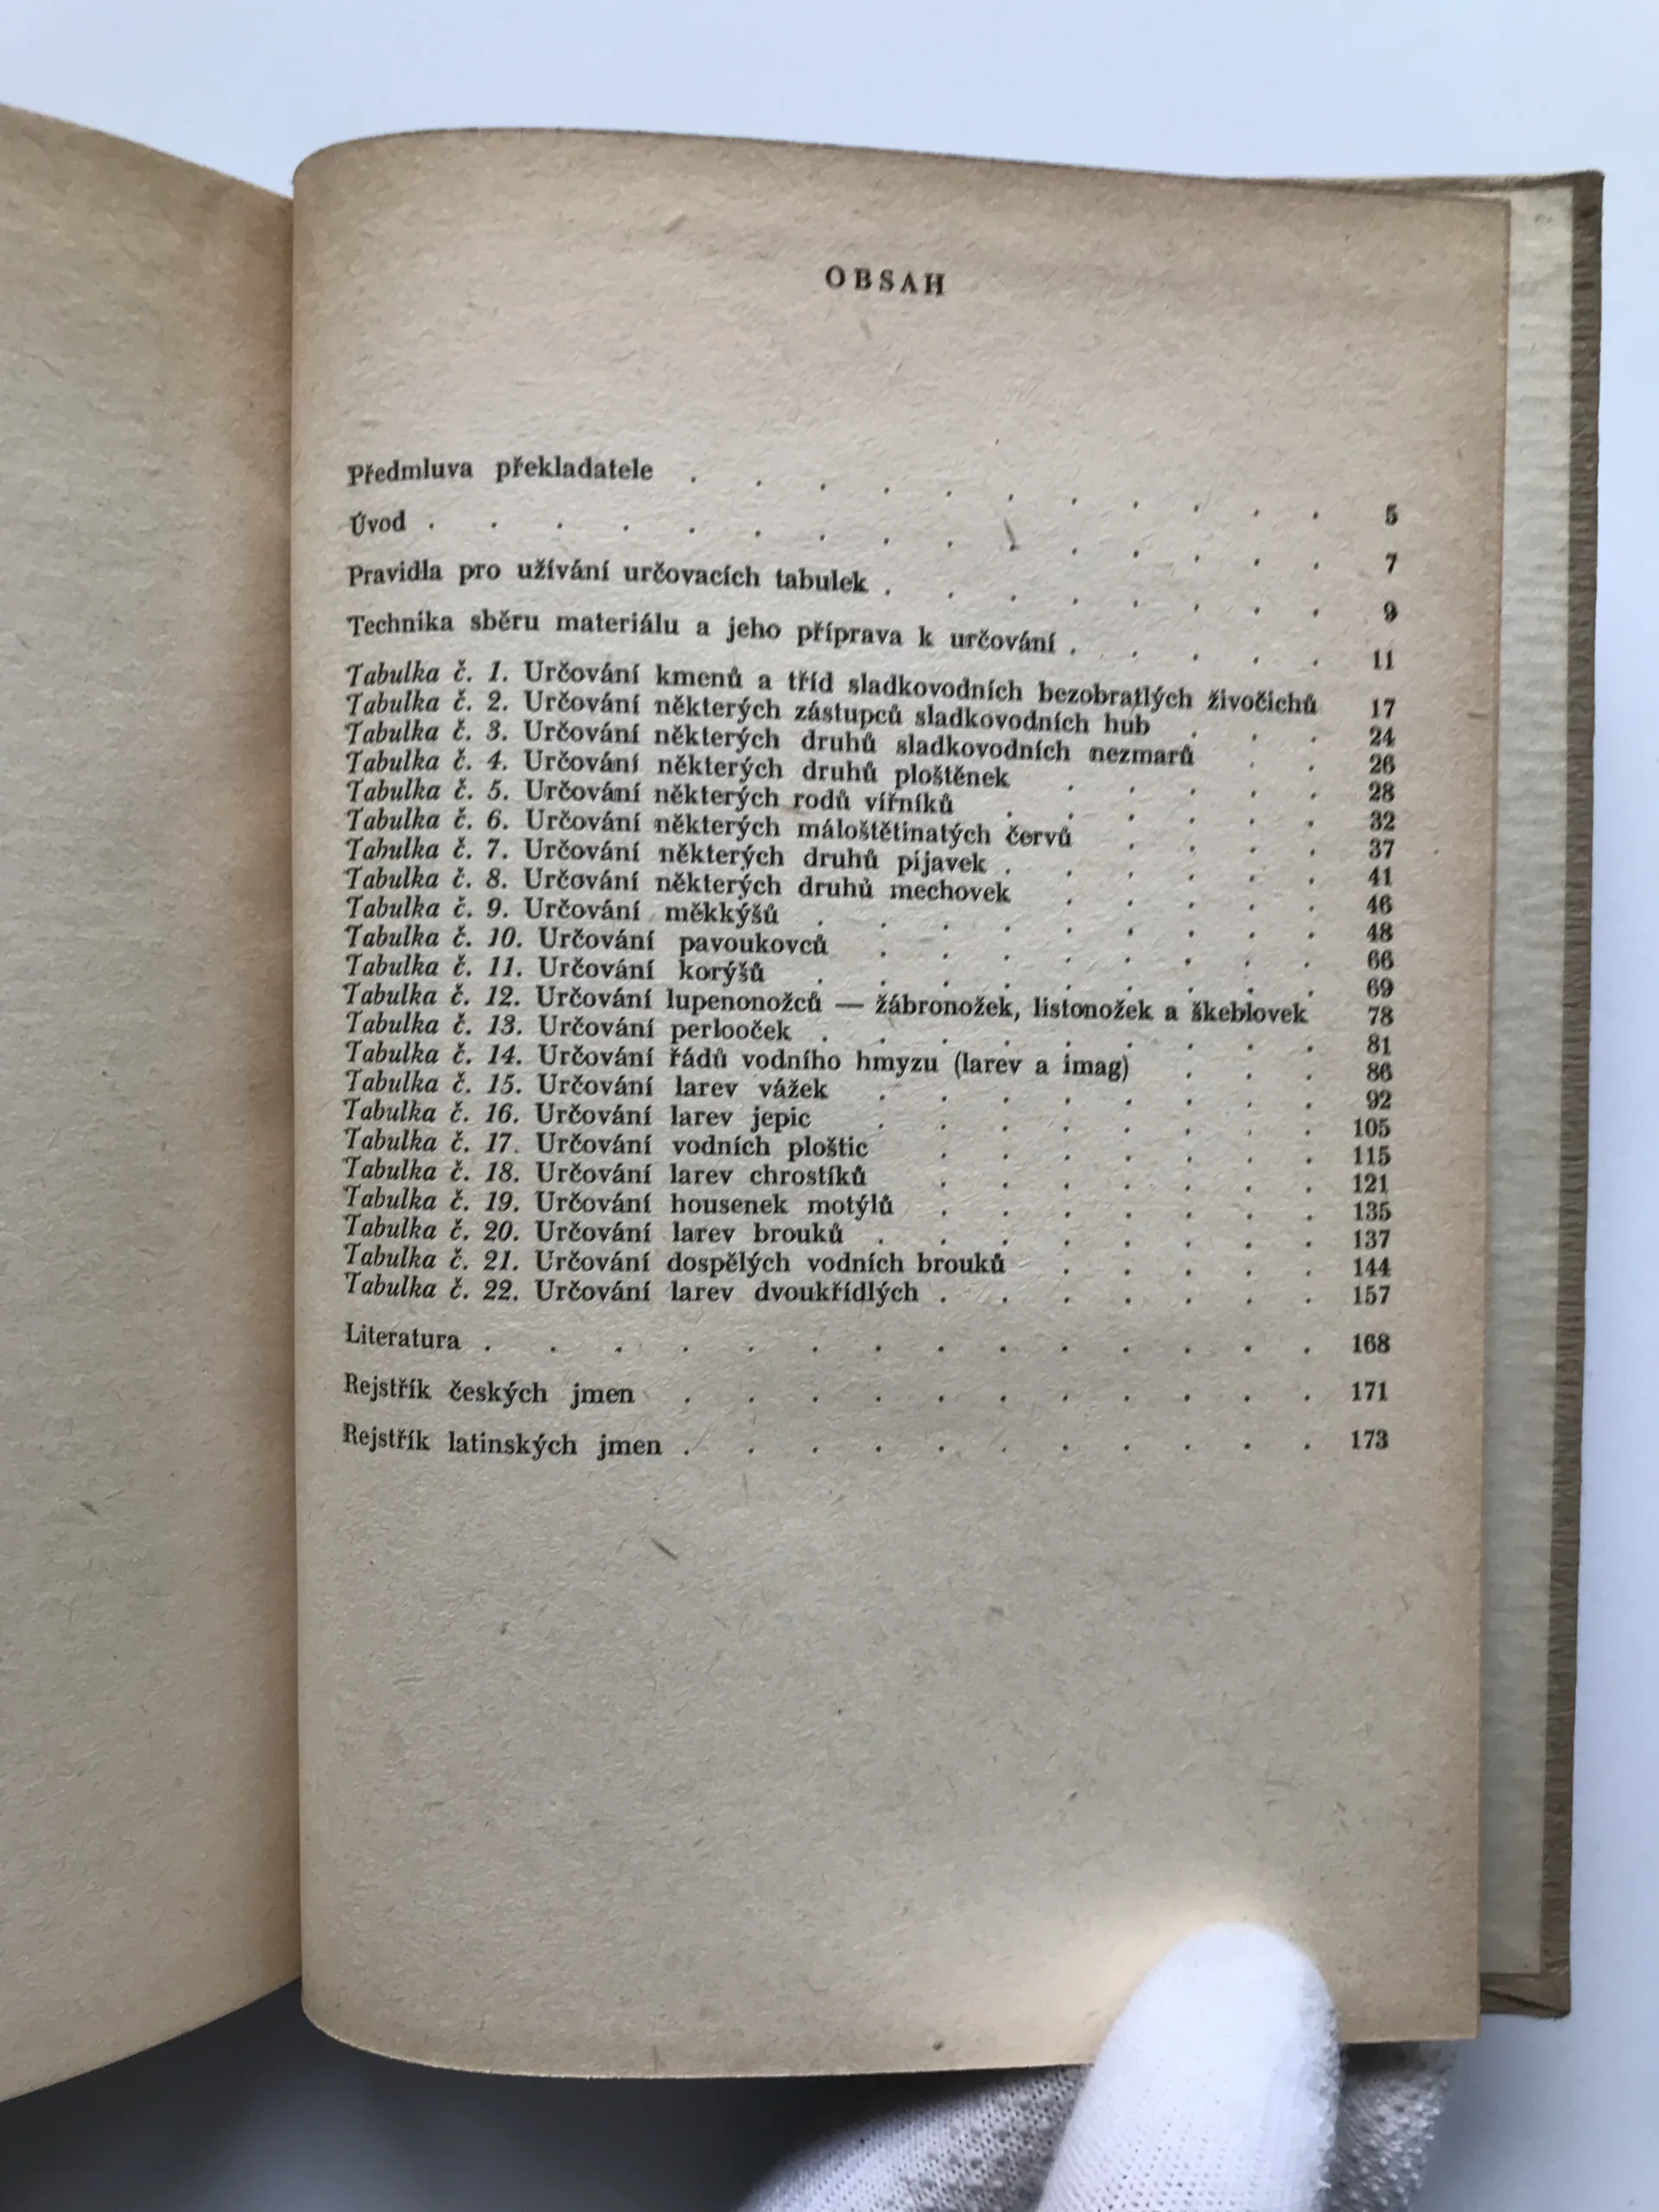 OBSAH
Předmluva překladatele . . . . . . . . . . . 5
Úvod . . . . . . . . . . . . . . . 7
Pravidla pro užívání určovacích tabulek . . . . . . . . 9
Technika sběru materiálu a jeho příprava k určování . . . . . 11
Tabulka č. 1. Určování kmenů a tříd sladkovodních bezobratlých živočichů 17
Tabulka č. 2. Určování některých zástupců sladkovodních hub . . . 24
Tabulka č. 3. Určování některých druhů sladkovodních nezmarů . . 26
Tabulka č. 4. Určování některých druhů ploštěnek . . . . . 28
Tabulka č. 5. Určování některých rodů vířníků . . . . . . 32
Tabulka č. 6. Určování některých máloštětinatých červů . . . . 37
Tabulka č. 7. Určování některých druhů pijavek . . . . . . 41
Tabulka č. 8. Určování některých druhů mechovek . . . . . 46
Tabulka č. 9. Určování měkkýšů . . . . . . . . . 48
Tabulka č. 10. Určování pavoukovců . . . . . . . . 66
Tabulka č. 11. Určování korýšů . . . . . . . . . 69
Tabulka č. 12. Určování lupenonožců — žábronožek, listonožek a škeblovek 78
Tabulka č. 13. Určování perlooček . . . . . . . . . 81
Tabulka č. 14. Určování řádů vodního hmyzu (larev a imag) . . . 86
Tabulka č. 15. Určování larev vážek . . . . . . . . 92
Tabulka č. 16. Určování larev jepic . . . . . . . . 105
Tabulka č. 17. Určování vodních ploštic . . . . . . . 115
Tabulka č. 18. Určování larev chrostíků . . . . . . . 121
Tabulka č. 19. Určování housenek motýlů . . . . . . . 135
Tabulka č. 20. Určování larev brouků . . . . . . . . 137
Tabulka č. 21. Určování dospělých vodních brouků . . . . . 144
Tabulka č. 22. Určování larev dvoukřídlých . . . . . . . 157
Literatura . . . . . . . . . . . . . . 168
Rejstřík českých jmen . . . . . . . . . . . 171
Rejstřík latinských jmen . . . . . . . . . . . 173